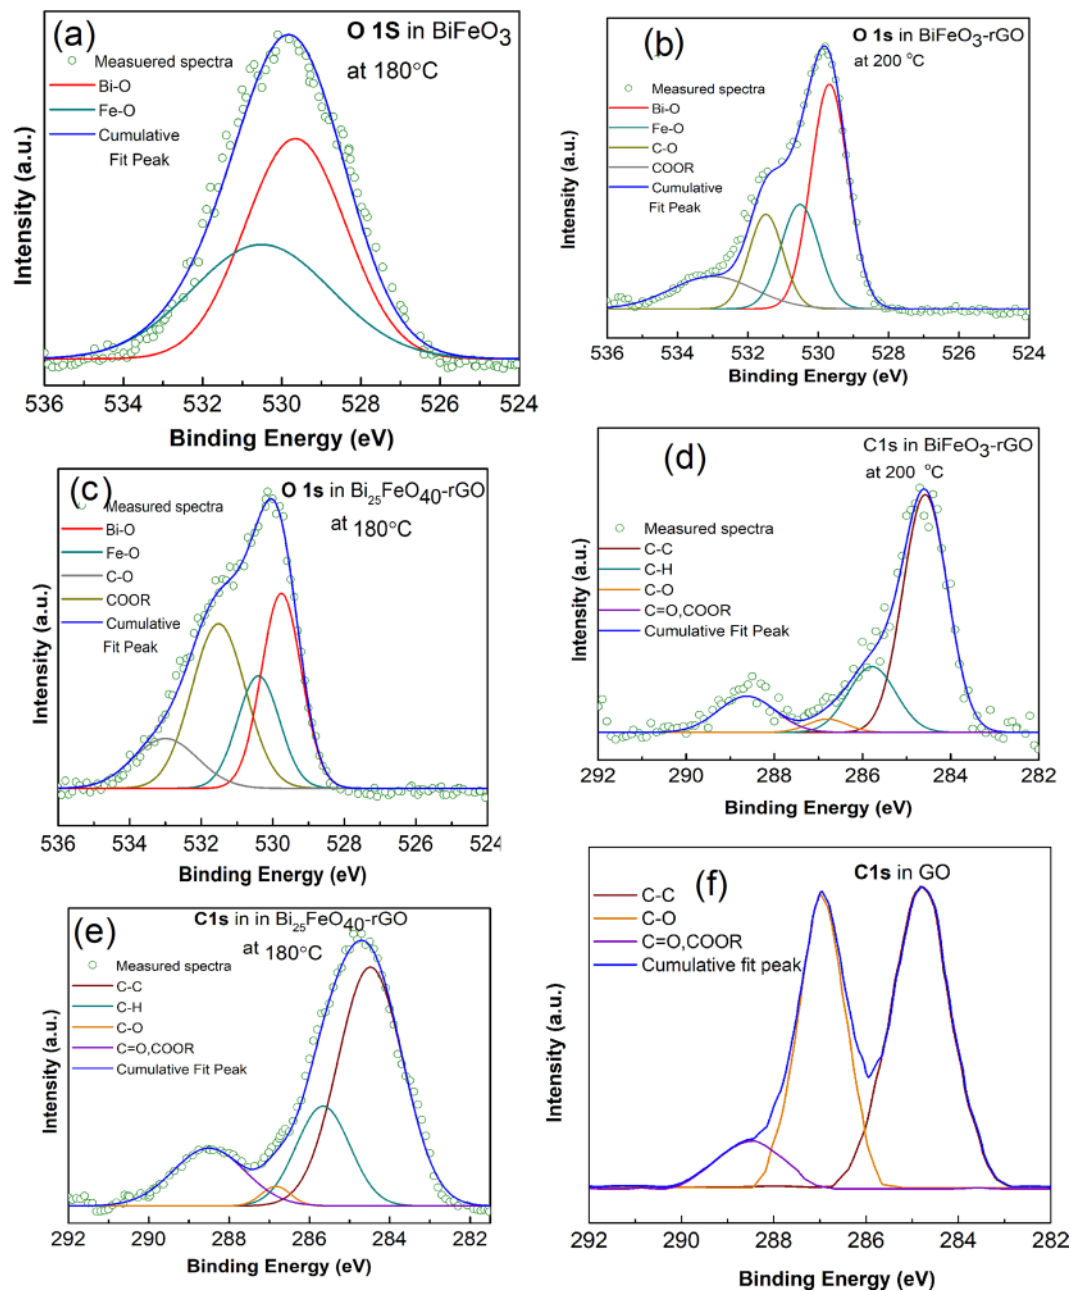 (a)
O 1S in BiFeO3
at 180°C
Measuered spectra
Bi-O
Fe-O
Cumulative
Fit Peak
Intensity (a.u.)
536 534 532 530 528 526 524
Binding Energy (eV)
(b)
O 1s in BiFeO3-rGO
at 200 °C
Measured spectra
Bi-O
Fe-O
C-O
COOR
Cumulative
Fit Peak
Intensity (a.u.)
536 534 532 530 528 526 524
Binding Energy (eV)
(c)
O 1s in Bi25FeO40-rGO
at 180°C
Measured spectra
Bi-O
Fe-O
C-O
COOR
Cumulative
Fit Peak
Intensity (a.u.)
536 534 532 530 528 526 524
Binding Energy (eV)
(d)
C1s in BiFeO3-rGO
at 200 °C
Measured spectra
C-C
C-H
C-O
C=O,COOR
Cumulative Fit Peak
Intensity (a.u.)
292 290 288 286 284 282
Binding Energy (eV)
(e)
C1s in in Bi25FeO40-rGO
at 180°C
Measured spectra
C-C
C-H
C-O
C=O,COOR
Cumulative Fit Peak
Intensity (a.u.)
292 290 288 286 284 282
Binding Energy (eV)
(f)
C1s in GO
C-C
C-O
C=O,COOR
Cumulative fit peak
Intensity (a.u.)
292 290 288 286 284 282
Binding Energy (eV)